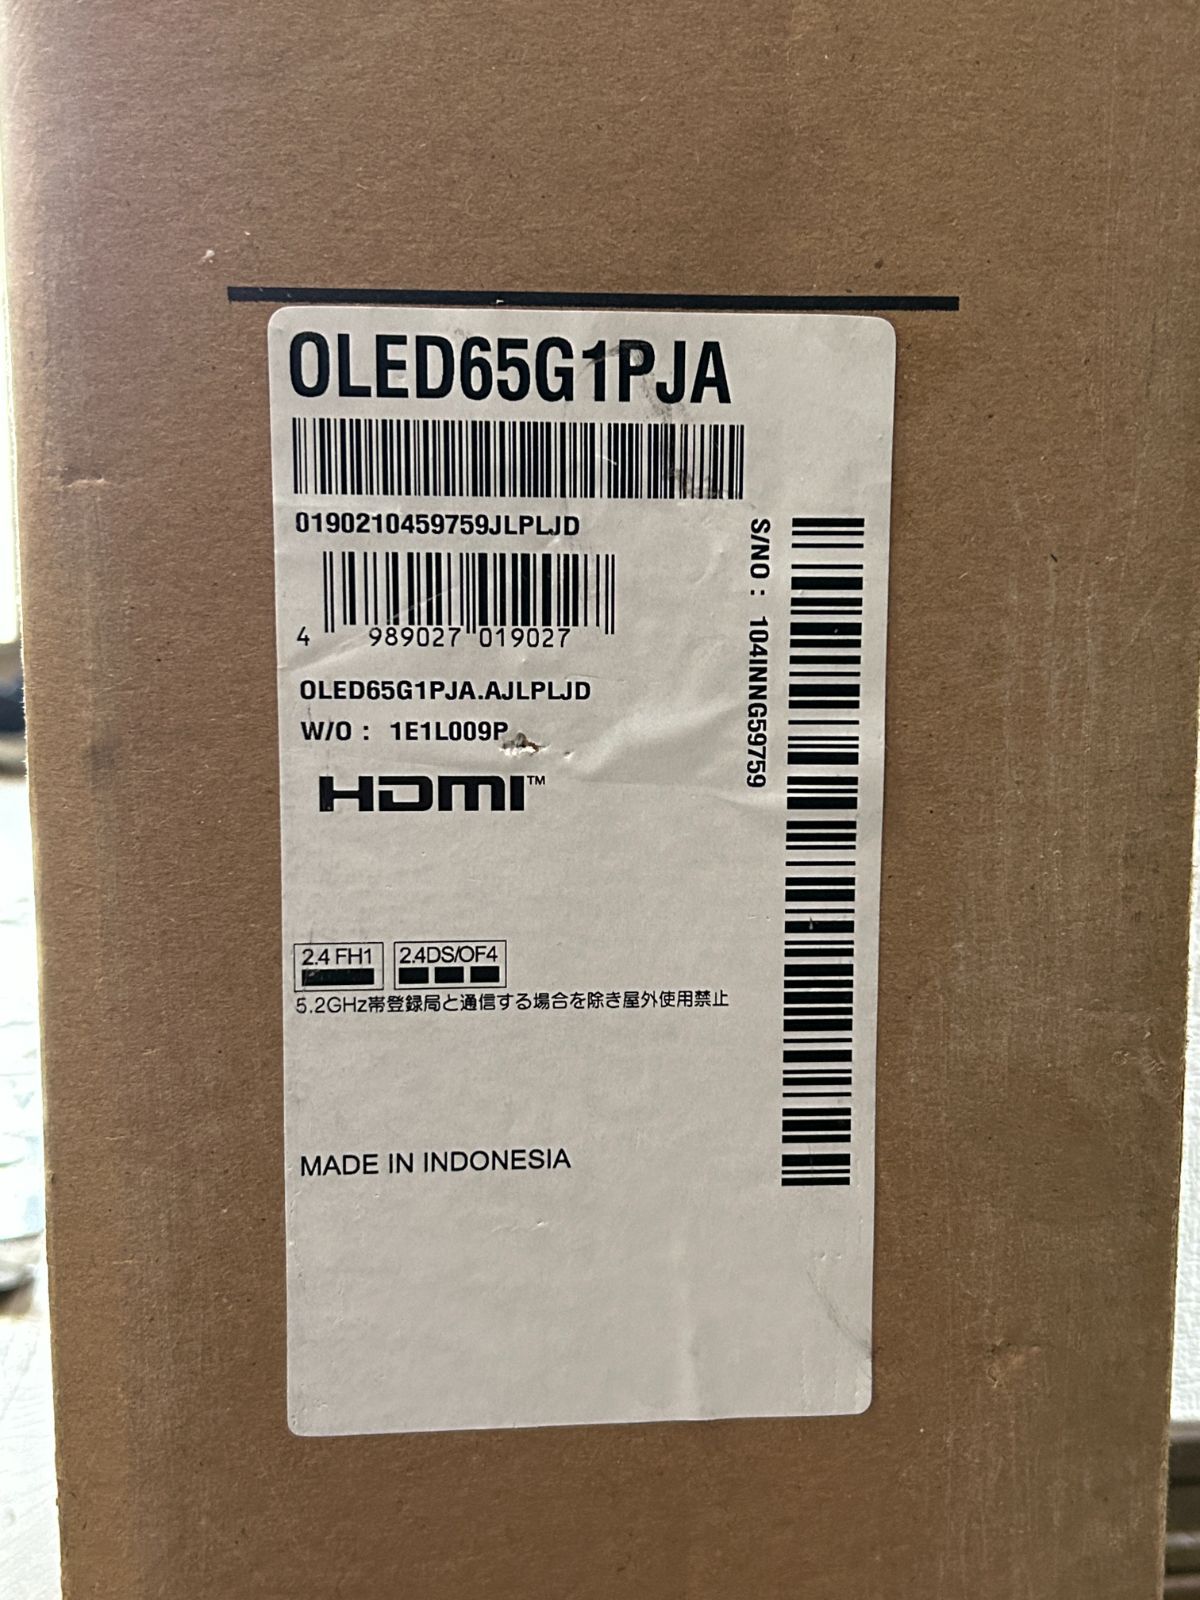 OLED65G1PJA
0190210459759JLPLJD
4 989027 019027
OLED65G1PJA.AJLPLJD
W/O : 1E1L009P
HDMI™
S/NO : 104INNG59759
2.4 FH1 2.4DS/OF4
5.2GHz帯登録局と通信する場合を除き屋外使用禁止
MADE IN INDONESIA